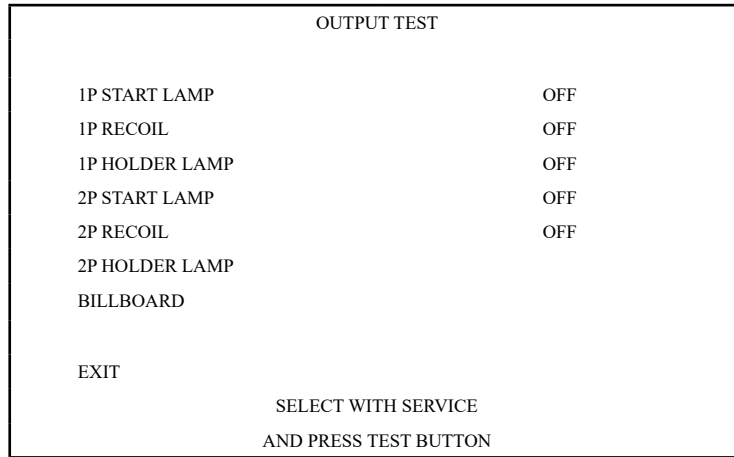 OUTPUT TEST
1P START LAMP OFF
1P RECOIL OFF
1P HOLDER LAMP OFF
2P START LAMP OFF
2P RECOIL OFF
2P HOLDER LAMP
BILLBOARD
EXIT
SELECT WITH SERVICE
AND PRESS TEST BUTTON